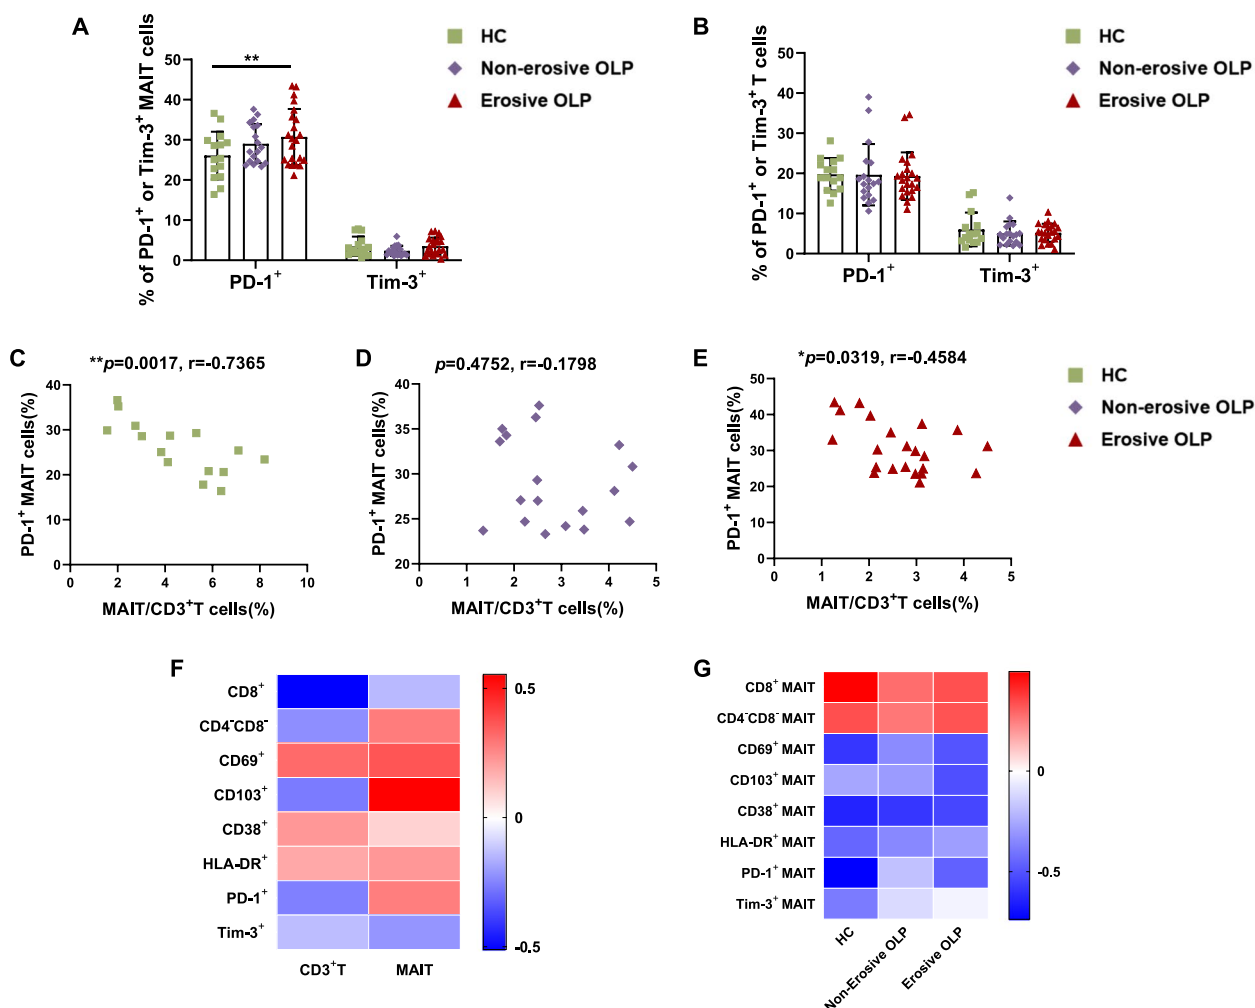 A
% of PD-1⁺ or Tim-3⁺ MAIT cells
50
40
30
20
10
0
**
PD-1⁺
Tim-3⁺
HC
Non-erosive OLP
Erosive OLP
B
% of PD-1⁺ or Tim-3⁺ T cells
50
40
30
20
10
0
PD-1⁺
Tim-3⁺
HC
Non-erosive OLP
Erosive OLP
C
**p=0.0017, r=-0.7365
PD-1⁺ MAIT cells(%)
40
30
20
10
0
0 2 4 6 8 10
MAIT/CD3⁺T cells(%)
D
p=0.4752, r=-0.1798
PD-1⁺ MAIT cells(%)
40
35
30
25
20
0 1 2 3 4 5
MAIT/CD3⁺T cells(%)
E
*p=0.0319, r=-0.4584
PD-1⁺ MAIT cells(%)
50
40
30
20
10
0
0 1 2 3 4 5
MAIT/CD3⁺T cells(%)
HC
Non-erosive OLP
Erosive OLP
F
CD8⁺
CD4⁻CD8⁻
CD69⁺
CD103⁺
CD38⁺
HLA-DR⁺
PD-1⁺
Tim-3⁺
CD3⁺T
MAIT
0.5
0
-0.5
G
CD8⁺ MAIT
CD4⁻CD8⁻ MAIT
CD69⁺ MAIT
CD103⁺ MAIT
CD38⁺ MAIT
HLA-DR⁺ MAIT
PD-1⁺ MAIT
Tim-3⁺ MAIT
HC
Non-Erosive OLP
Erosive OLP
0
-0.5